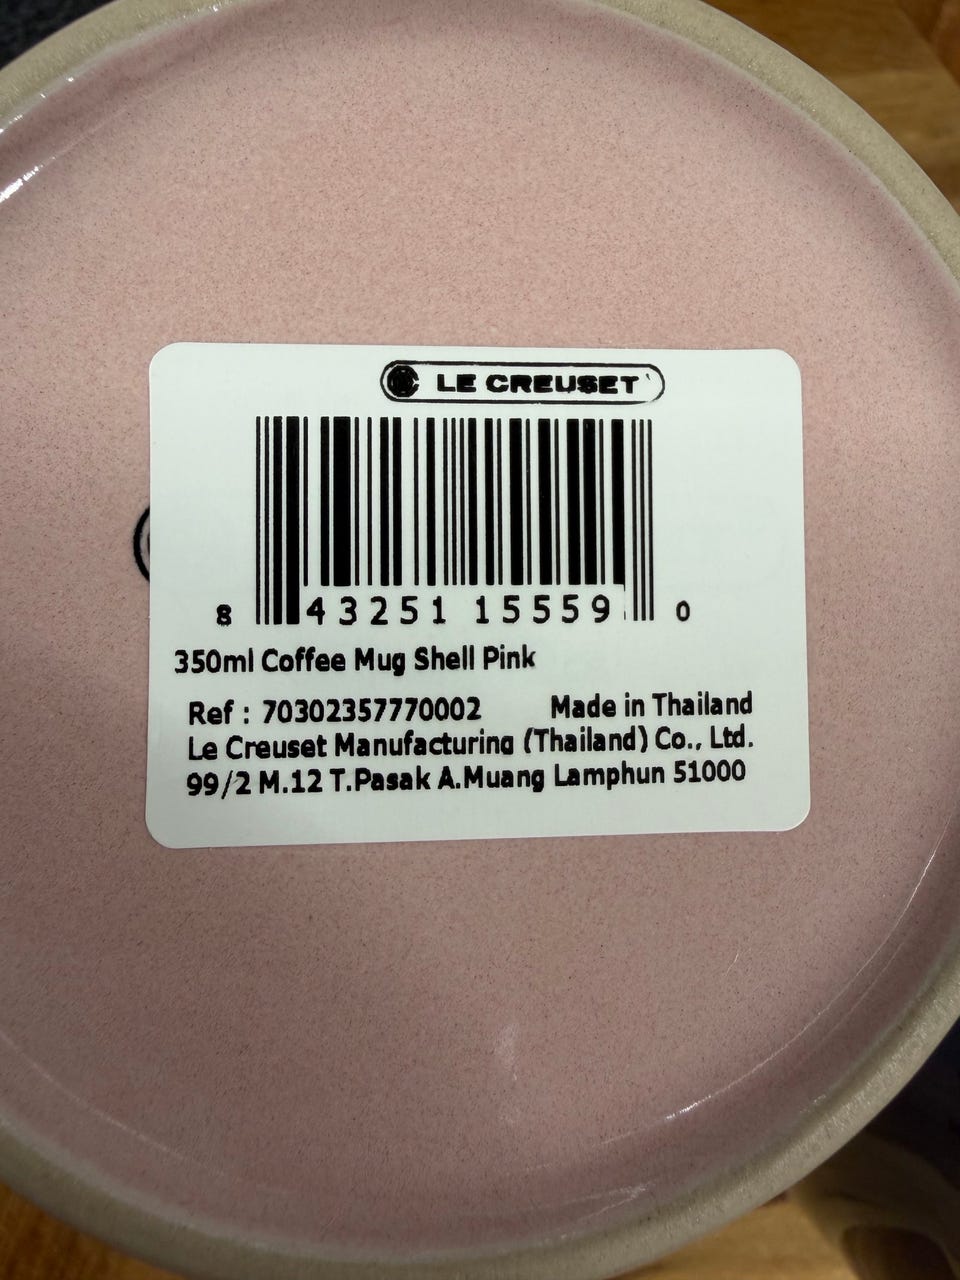 LE CREUSET
8 43251 15559 0
350ml Coffee Mug Shell Pink
Ref : 70302357770002 Made in Thailand
Le Creuset Manufacturing (Thailand) Co., Ltd.
99/2 M.12 T.Pasak A.Muang Lamphun 51000